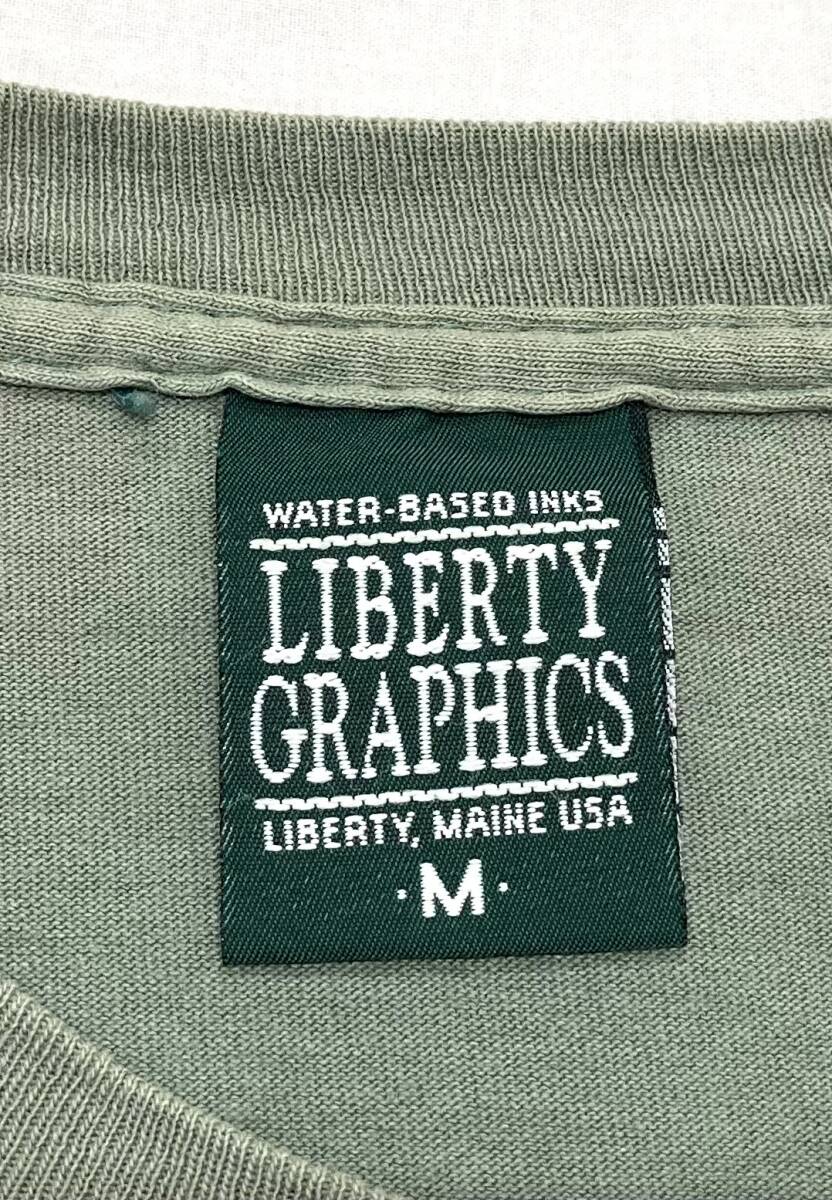 WATER-BASED INKS
LIBERTY
GRAPHICS
LIBERTY, MAINE USA
·M·